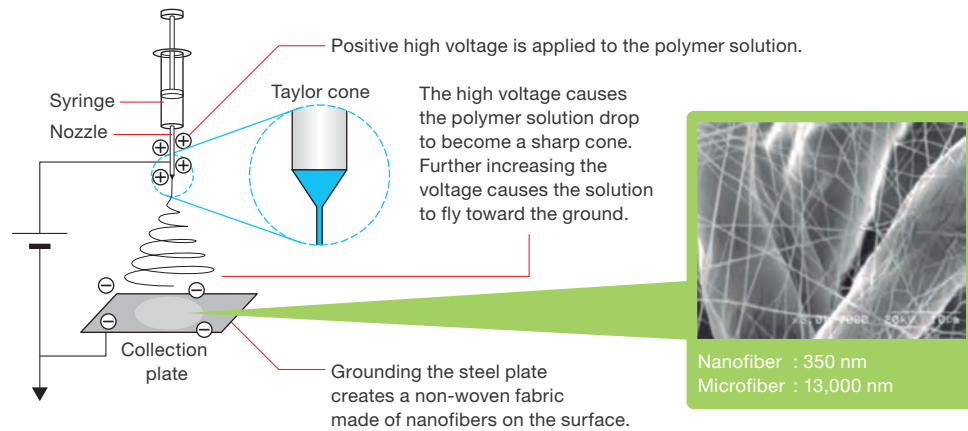 Positive high voltage is applied to the polymer solution.
Syringe
Nozzle
Taylor cone
The high voltage causes
the polymer solution drop
to become a sharp cone.
Further increasing the
voltage causes the solution
to fly toward the ground.
Collection
plate
Grounding the steel plate
creates a non-woven fabric
made of nanofibers on the surface.
20kV 10um
Nanofiber : 350 nm
Microfiber : 13,000 nm